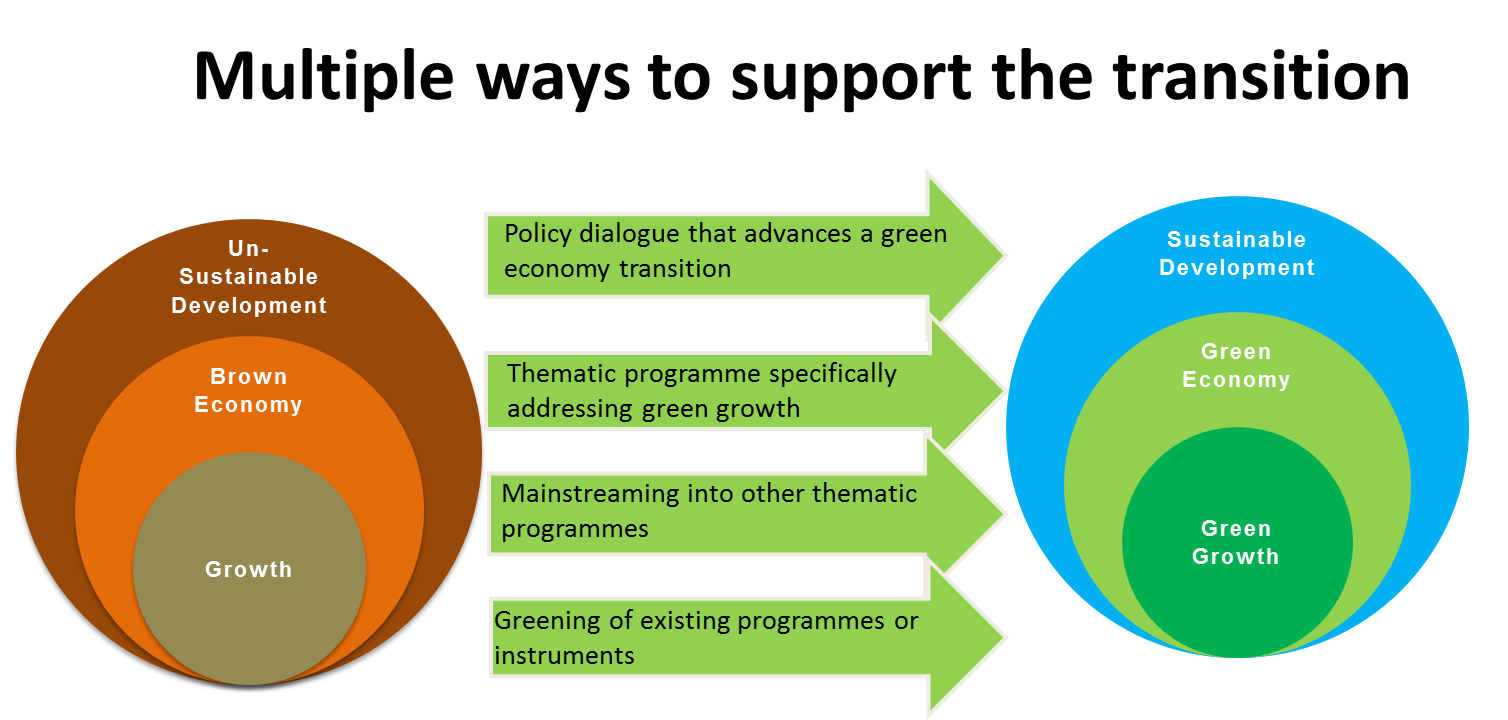 Multiple ways to support the transition
Un-
Sustainable
Development
Brown
Economy
Growth
Policy dialogue that advances a green
economy transition
Thematic programme specifically
addressing green growth
Mainstreaming into other thematic
programmes
Greening of existing programmes or
instruments
Sustainable
Development
Green
Economy
Green
Growth